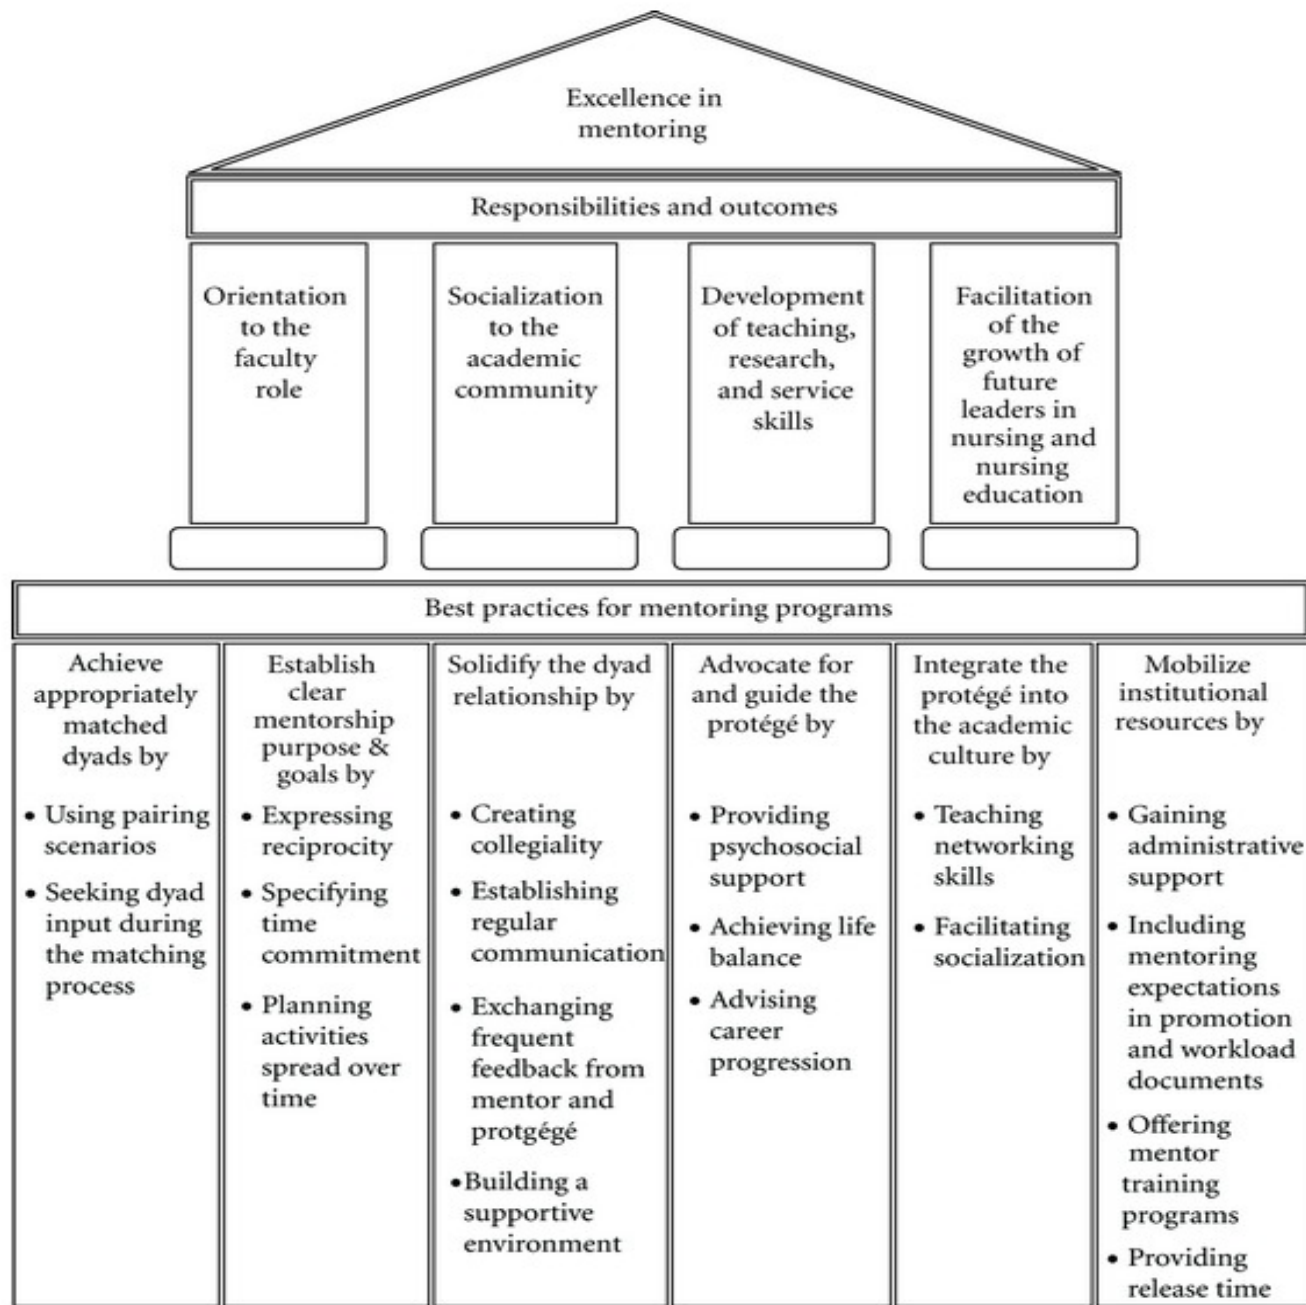 Excellence in
mentoring
Responsibilities and outcomes
Orientation
to the
faculty
role
Socialization
to the
academic
community
Development
of teaching,
research,
and service
skills
Facilitation
of the
growth of
future
leaders in
nursing and
nursing
education
Best practices for mentoring programs
Achieve
appropriately
matched
dyads by
• Using pairing
scenarios
• Seeking dyad
input during
the matching
process
Establish
clear
mentorship
purpose &
goals by
• Expressing
reciprocity
• Specifying
time
commitment
• Planning
activities
spread over
time
Solidify the dyad
relationship by
• Creating
collegiality
• Establishing
regular
communication
• Exchanging
frequent
feedback from
mentor and
protgégé
• Building a
supportive
environment
Advocate for
and guide the
protégé by
• Providing
psychosocial
support
• Achieving life
balance
• Advising
career
progression
Integrate the
protégé into
the academic
culture by
• Teaching
networking
skills
• Facilitating
socialization
Mobilize
institutional
resources by
• Gaining
administrative
support
• Including
mentoring
expectations
in promotion
and workload
documents
• Offering
mentor
training
programs
• Providing
release time